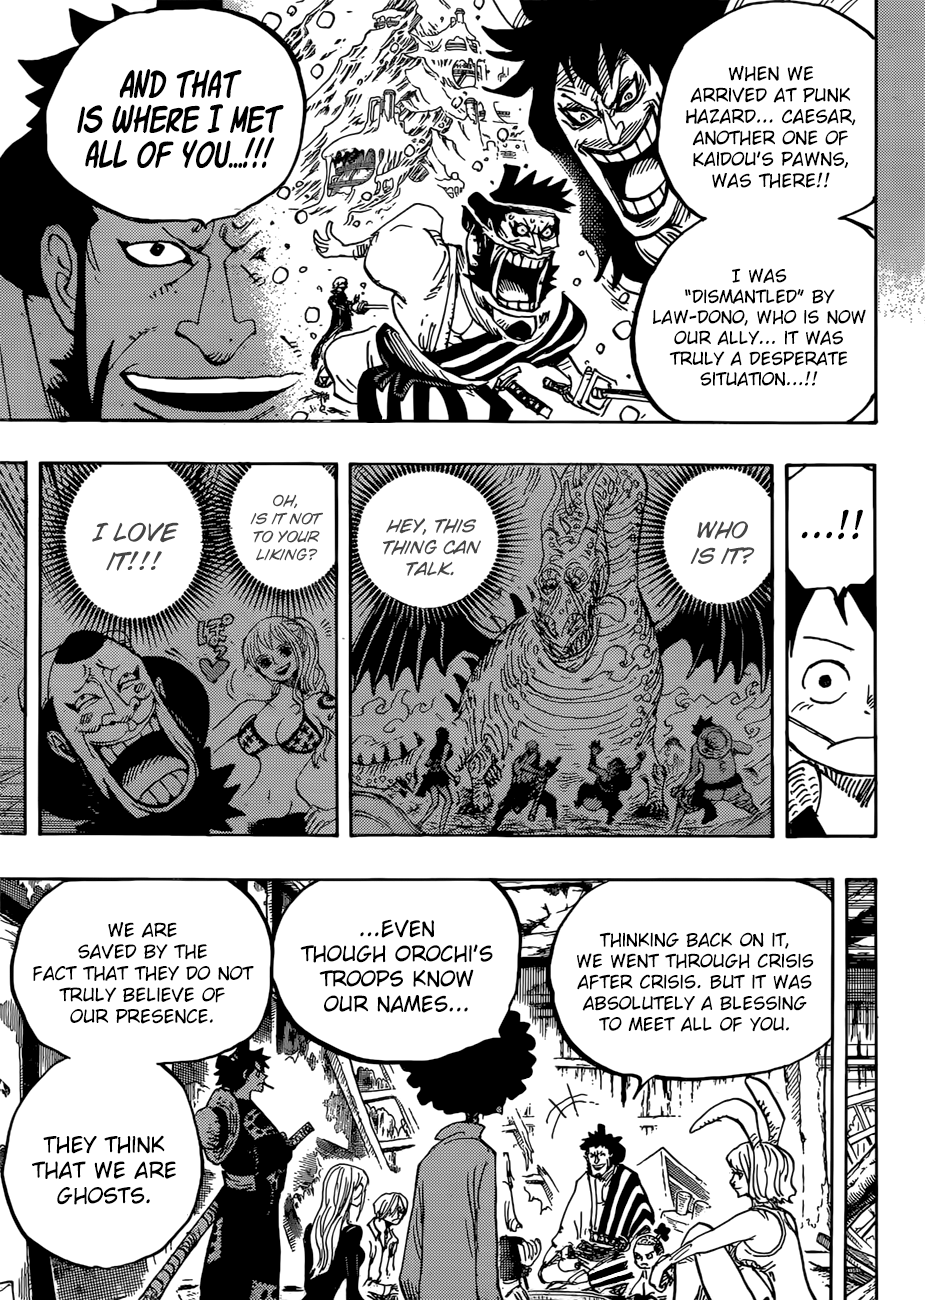 WHEN WE
ARRIVED AT PUNK
HAZARD... CAESAR,
ANOTHER ONE OF
KAIDOU'S PAWNS,
WAS THERE!!
I WAS
"DISMANTLED" BY
LAW-DONO, WHO IS NOW
OUR ALLY... IT WAS
TRULY A DESPERATE
SITUATION...!!
AND THAT
IS WHERE I MET
ALL OF YOU...!!!
...!!
WHO
IS IT?
HEY, THIS
THING CAN
TALK.
OH,
IS IT NOT
TO YOUR
LIKING?
ぽっ
I LOVE
IT!!!
THINKING BACK ON IT,
WE WENT THROUGH CRISIS
AFTER CRISIS. BUT IT WAS
ABSOLUTELY A BLESSING
TO MEET ALL OF YOU.
...EVEN
THOUGH OROCHI'S
TROOPS KNOW
OUR NAMES...
WE ARE
SAVED BY THE
FACT THAT THEY DO NOT
TRULY BELIEVE OF
OUR PRESENCE.
THEY THINK
THAT WE ARE
GHOSTS.